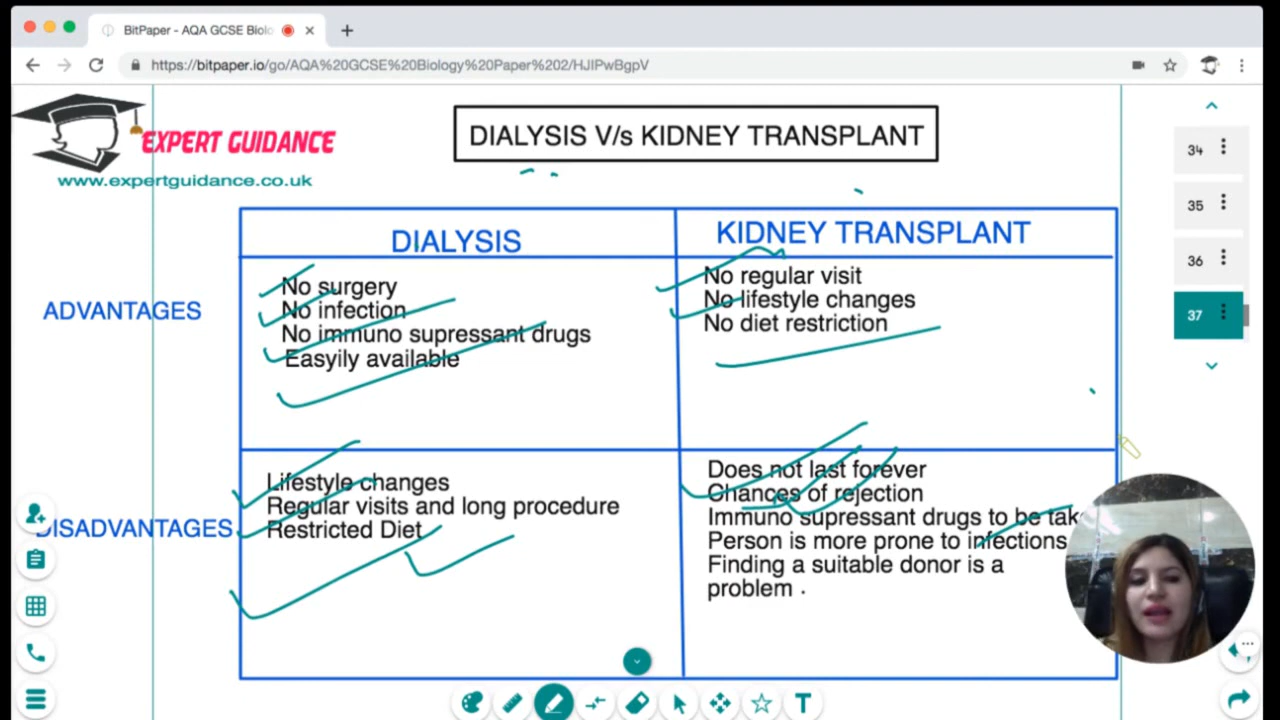 BitPaper - AQA GCSE Biolo
https://bitpaper.io/go/AQA%20GCSE%20Biology%20Paper%202/HJIPwBgpV
EXPERT GUIDANCE
www.expertguidance.co.uk
DIALYSIS V/s KIDNEY TRANSPLANT
34
35
36
37
DIALYSIS
KIDNEY TRANSPLANT
ADVANTAGES
No surgery
No infection
No immuno supressant drugs
Easyily available
No regular visit
No lifestyle changes
No diet restriction
DISADVANTAGES
Lifestyle changes
Regular visits and long procedure
Restricted Diet
Does not last forever
Chances of rejection
Immuno supressant drugs to be tak
Person is more prone to infections
Finding a suitable donor is a
problem .
T